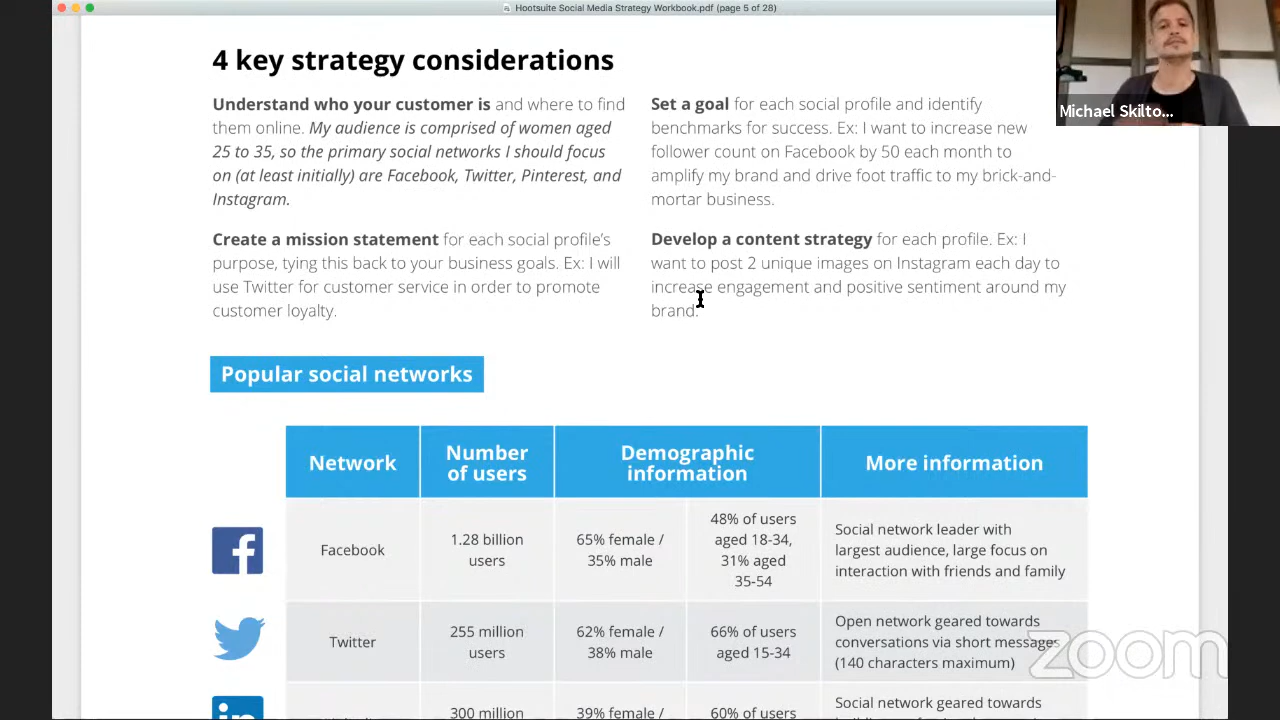 Hootsuite Social Media Strategy Workbook.pdf (page 5 of 28)
Michael Skilto...
4 key strategy considerations
Understand who your customer is and where to find
them online. My audience is comprised of women aged
25 to 35, so the primary social networks I should focus
on (at least initially) are Facebook, Twitter, Pinterest, and
Instagram.
Create a mission statement for each social profile's
purpose, tying this back to your business goals. Ex: I will
use Twitter for customer service in order to promote
customer loyalty.
Set a goal for each social profile and identify
benchmarks for success. Ex: I want to increase new
follower count on Facebook by 50 each month to
amplify my brand and drive foot traffic to my brick-and-
mortar business.
Develop a content strategy for each profile. Ex: I
want to post 2 unique images on Instagram each day to
increase engagement and positive sentiment around my
brand.
Popular social networks
Network
Number
of users
Demographic
information
More information
Facebook
1.28 billion
users
65% female /
35% male
48% of users
aged 18-34,
31% aged
35-54
Social network leader with
largest audience, large focus on
interaction with friends and family
Twitter
255 million
users
62% female /
38% male
66% of users
aged 15-34
Open network geared towards
conversations via short messages
(140 characters maximum)
in
300 million
39% female /
60% of users
Social network geared towards
zoom